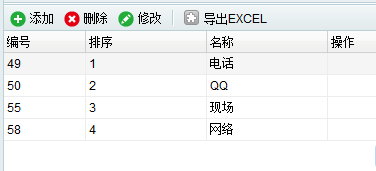 添加 删除 修改 导出EXCEL
编号 排序 名称 操作
49 1 电话
50 2 QQ
55 3 现场
58 4 网络